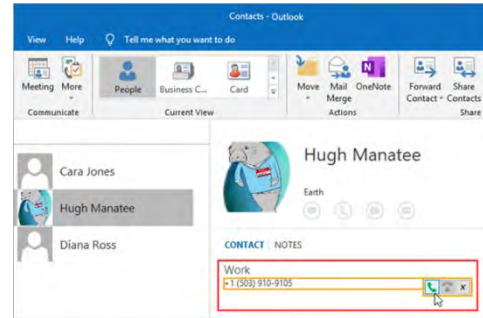 Contacts - Outlook
View Help Tell me what you want to do
Meeting More People Business C... Card Move Mail Merge OneNote Forward Contact Share Contacts
Communicate Current View Actions Share
Hugh Manatee
Earth
Cara Jones
Hugh Manatee
Diana Ross
CONTACT NOTES
Work
+1 (503) 910-9105
x